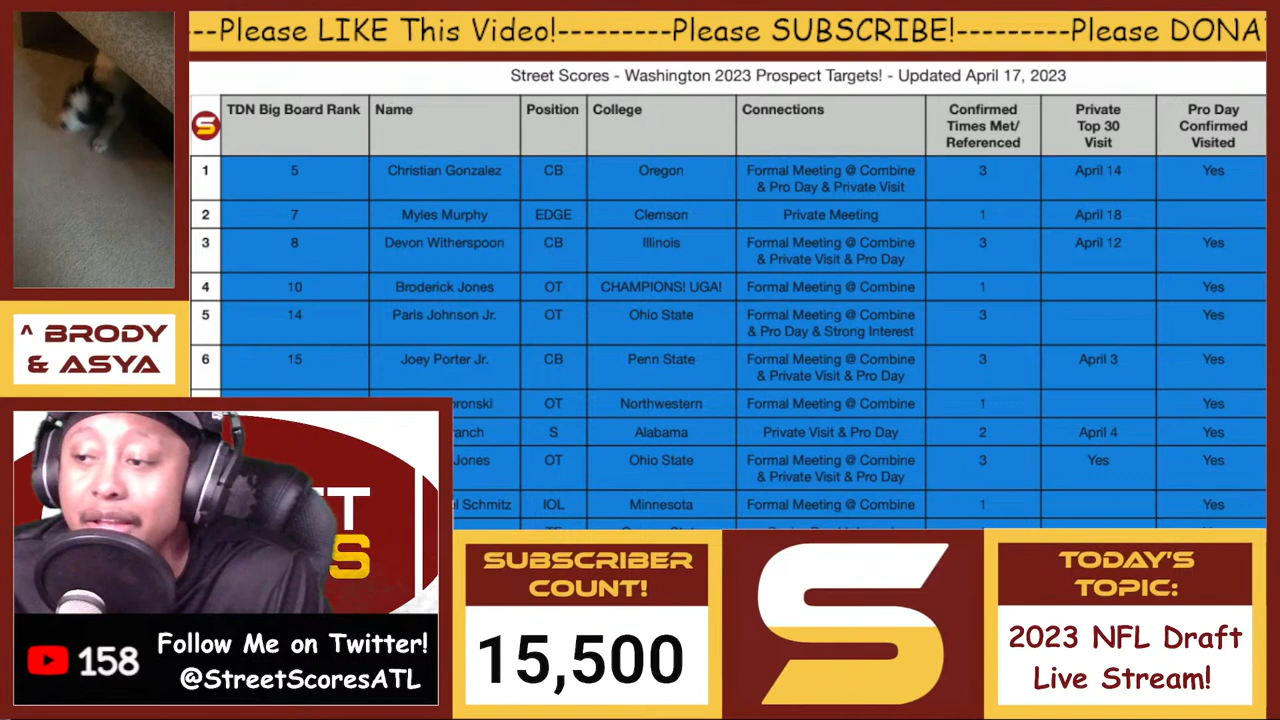 ---Please LIKE This Video!---------Please SUBSCRIBE!---------Please DONA
Street Scores - Washington 2023 Prospect Targets! - Updated April 17, 2023
S TDN Big Board Rank Name Position College Connections Confirmed Times Met/ Referenced Private Top 30 Visit Pro Day Confirmed Visited
1 5 Christian Gonzalez CB Oregon Formal Meeting @ Combine & Pro Day & Private Visit 3 April 14 Yes
2 7 Myles Murphy EDGE Clemson Private Meeting 1 April 18
3 8 Devon Witherspoon CB Illinois Formal Meeting @ Combine & Private Visit & Pro Day 3 April 12 Yes
4 10 Broderick Jones OT CHAMPIONS! UGA! Formal Meeting @ Combine 1 Yes
5 14 Paris Johnson Jr. OT Ohio State Formal Meeting @ Combine & Pro Day & Strong Interest 3 Yes
6 15 Joey Porter Jr. CB Penn State Formal Meeting @ Combine & Private Visit & Pro Day 3 April 3 Yes
oronski OT Northwestern Formal Meeting @ Combine 1 Yes
anch S Alabama Private Visit & Pro Day 2 April 4 Yes
Jones OT Ohio State Formal Meeting @ Combine & Private Visit & Pro Day 3 Yes Yes
Schmitz IOL Minnesota Formal Meeting @ Combine 1 Yes
^ BRODY
& ASYA
T
S
158
Follow Me on Twitter!
@StreetScoresATL
SUBSCRIBER
COUNT!
15,500
S
TODAY'S
TOPIC:
2023 NFL Draft
Live Stream!